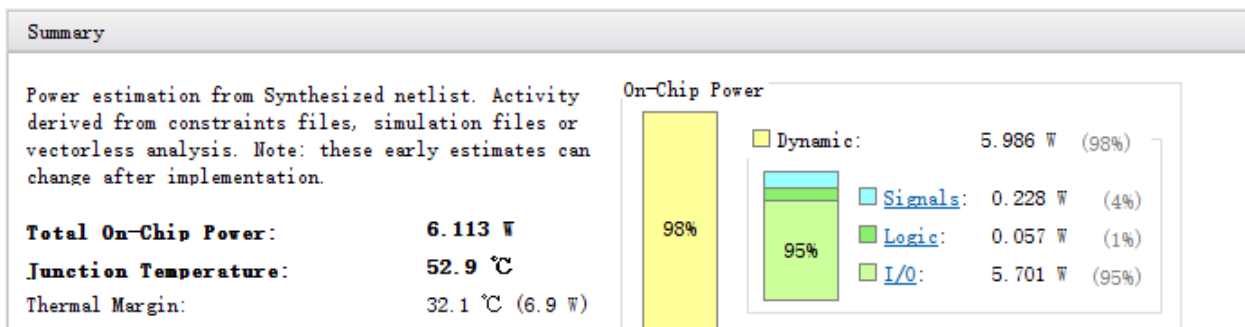 Summary
Power estimation from Synthesized netlist. Activity
derived from constraints files, simulation files or
vectorless analysis. Note: these early estimates can
change after implementation.
Total On-Chip Power: 6.113 W
Junction Temperature: 52.9 ℃
Thermal Margin: 32.1 ℃ (6.9 W)
On-Chip Power
98%
Dynamic: 5.986 W (98%)
95%
Signals: 0.228 W (4%)
Logic: 0.057 W (1%)
I/O: 5.701 W (95%)